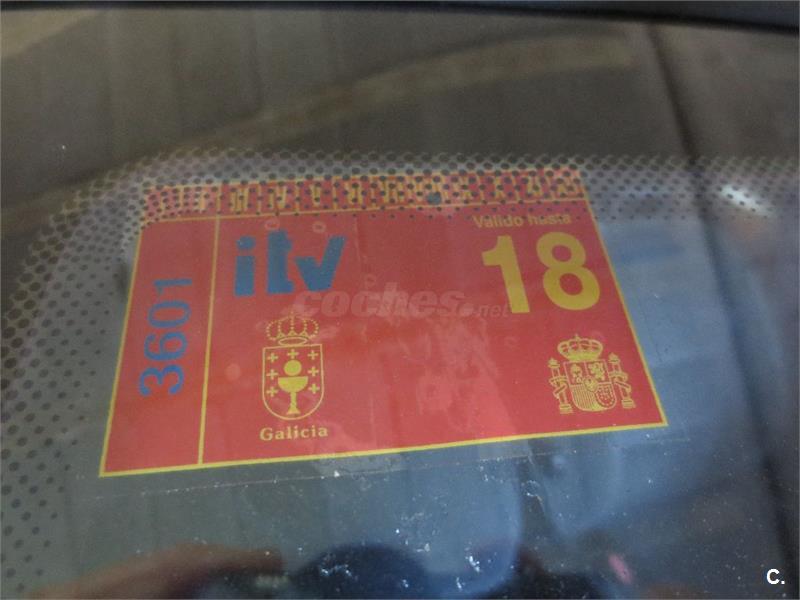 Válido hasta
itv
18
3601
coches.net
Galicia
C.